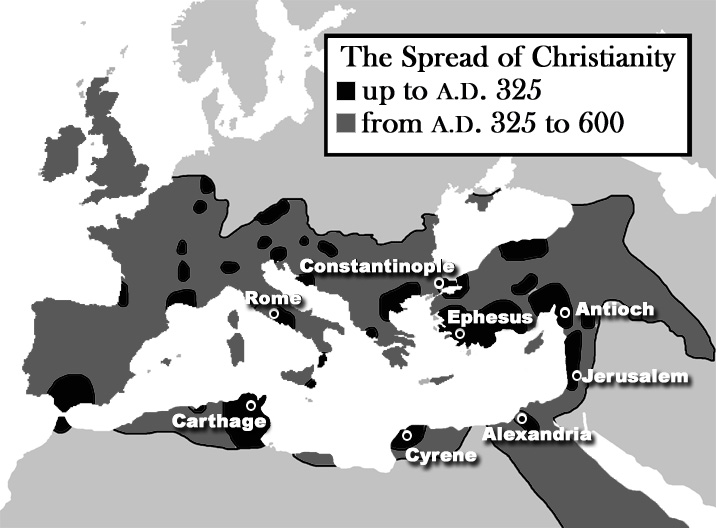 The Spread of Christianity
up to A.D. 325
from A.D. 325 to 600
Constantinople
Rome
Ephesus
Antioch
Jerusalem
Carthage
Alexandria
Cyrene